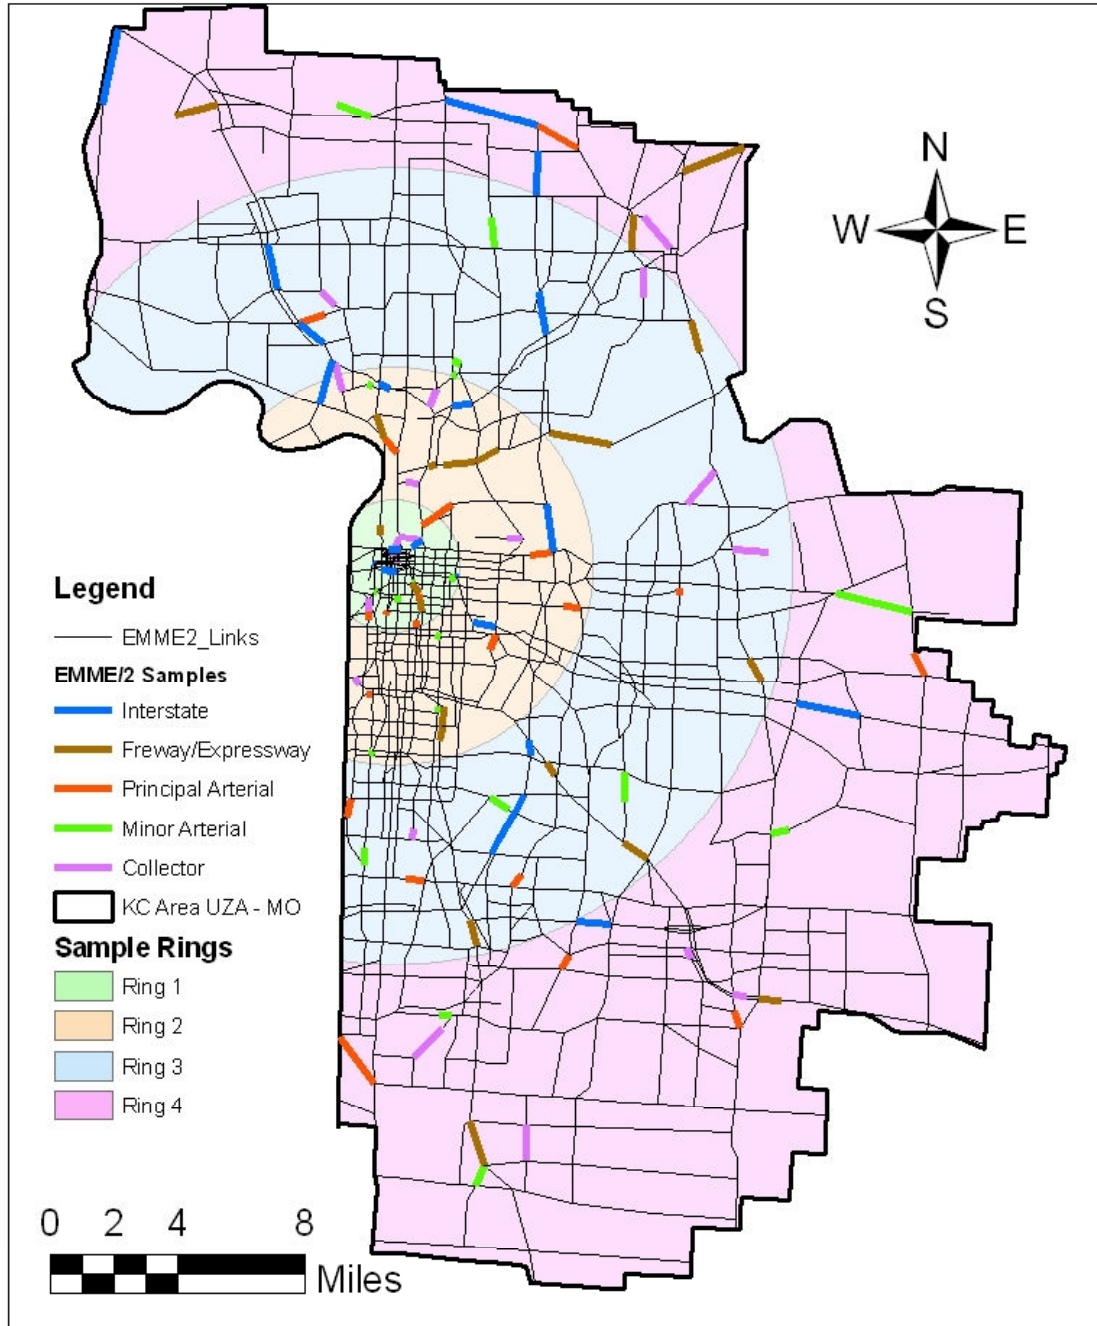 N
W E
S
Legend
EMME2_Links
EMME/2 Samples
Interstate
Freway/Expressway
Principal Arterial
Minor Arterial
Collector
KC Area UZA - MO
Sample Rings
Ring 1
Ring 2
Ring 3
Ring 4
0 2 4 8
Miles